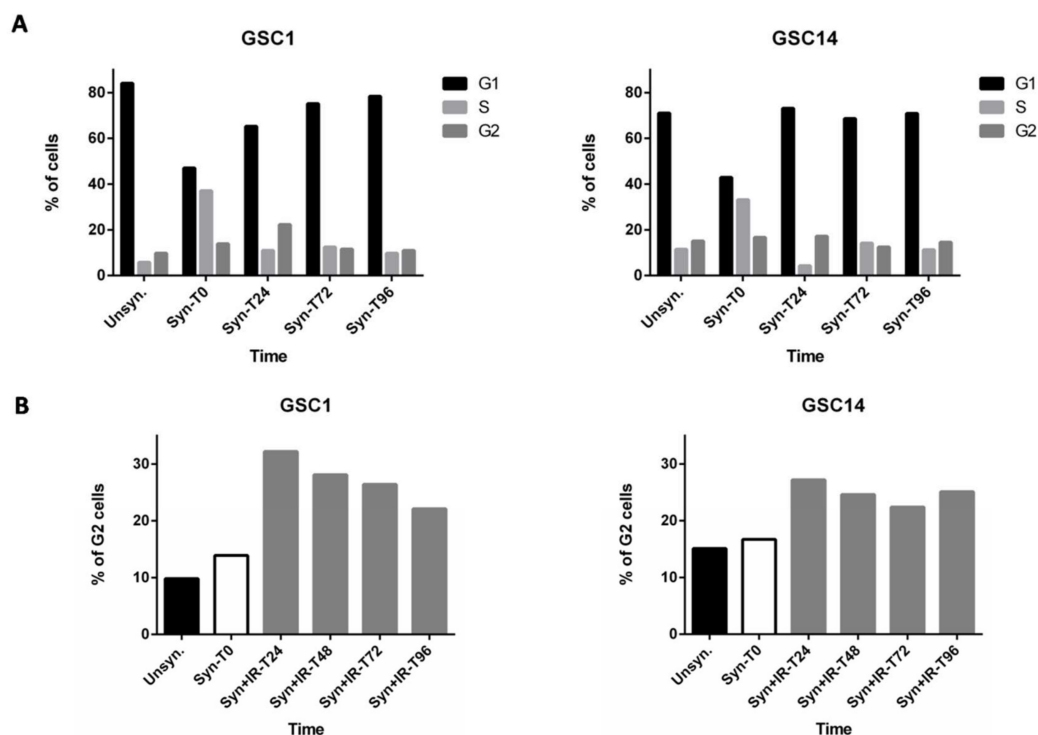 A
GSC1
% of cells
80
60
40
20
0
Unsyn.
Syn-T0
Syn-T24
Syn-T72
Syn-T96
Time
G1
S
G2
GSC14
% of cells
80
60
40
20
0
Unsyn.
Syn-T0
Syn-T24
Syn-T72
Syn-T96
Time
G1
S
G2
B
GSC1
% of G2 cells
30
20
10
0
Unsyn.
Syn-T0
Syn+IR-T24
Syn+IR-T48
Syn+IR-T72
Syn+IR-T96
Time
GSC14
% of G2 cells
30
20
10
0
Unsyn.
Syn-T0
Syn+IR-T24
Syn+IR-T48
Syn+IR-T72
Syn+IR-T96
Time